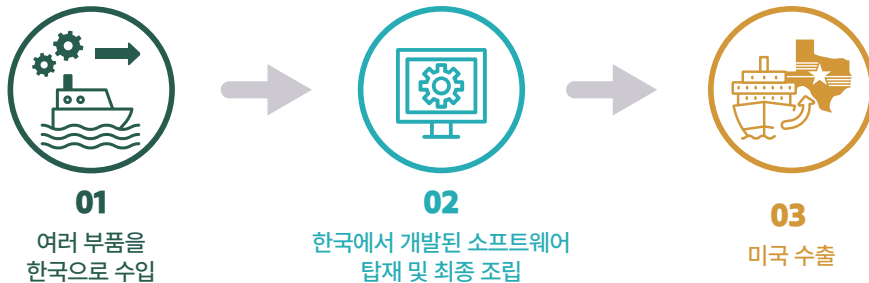 01
여러 부품을
한국으로 수입
02
한국에서 개발된 소프트웨어
탑재 및 최종 조립
03
미국 수출